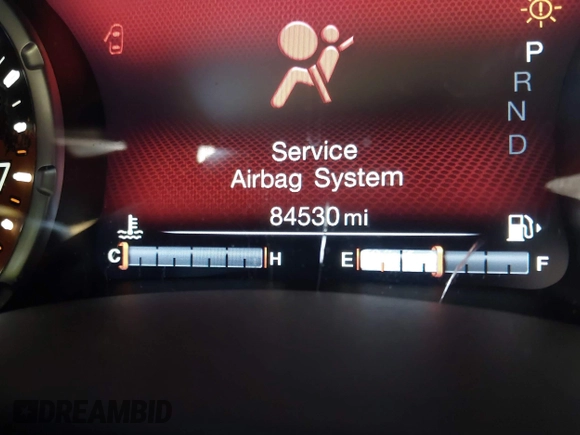 P
R
N
D
Service
Airbag System
84530 mi
C H E F
DREAMBID